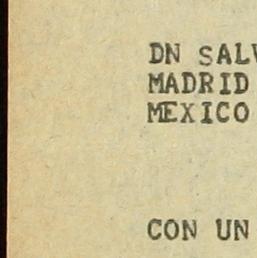 DN SALV
MADRID
MEXICO
CON UN